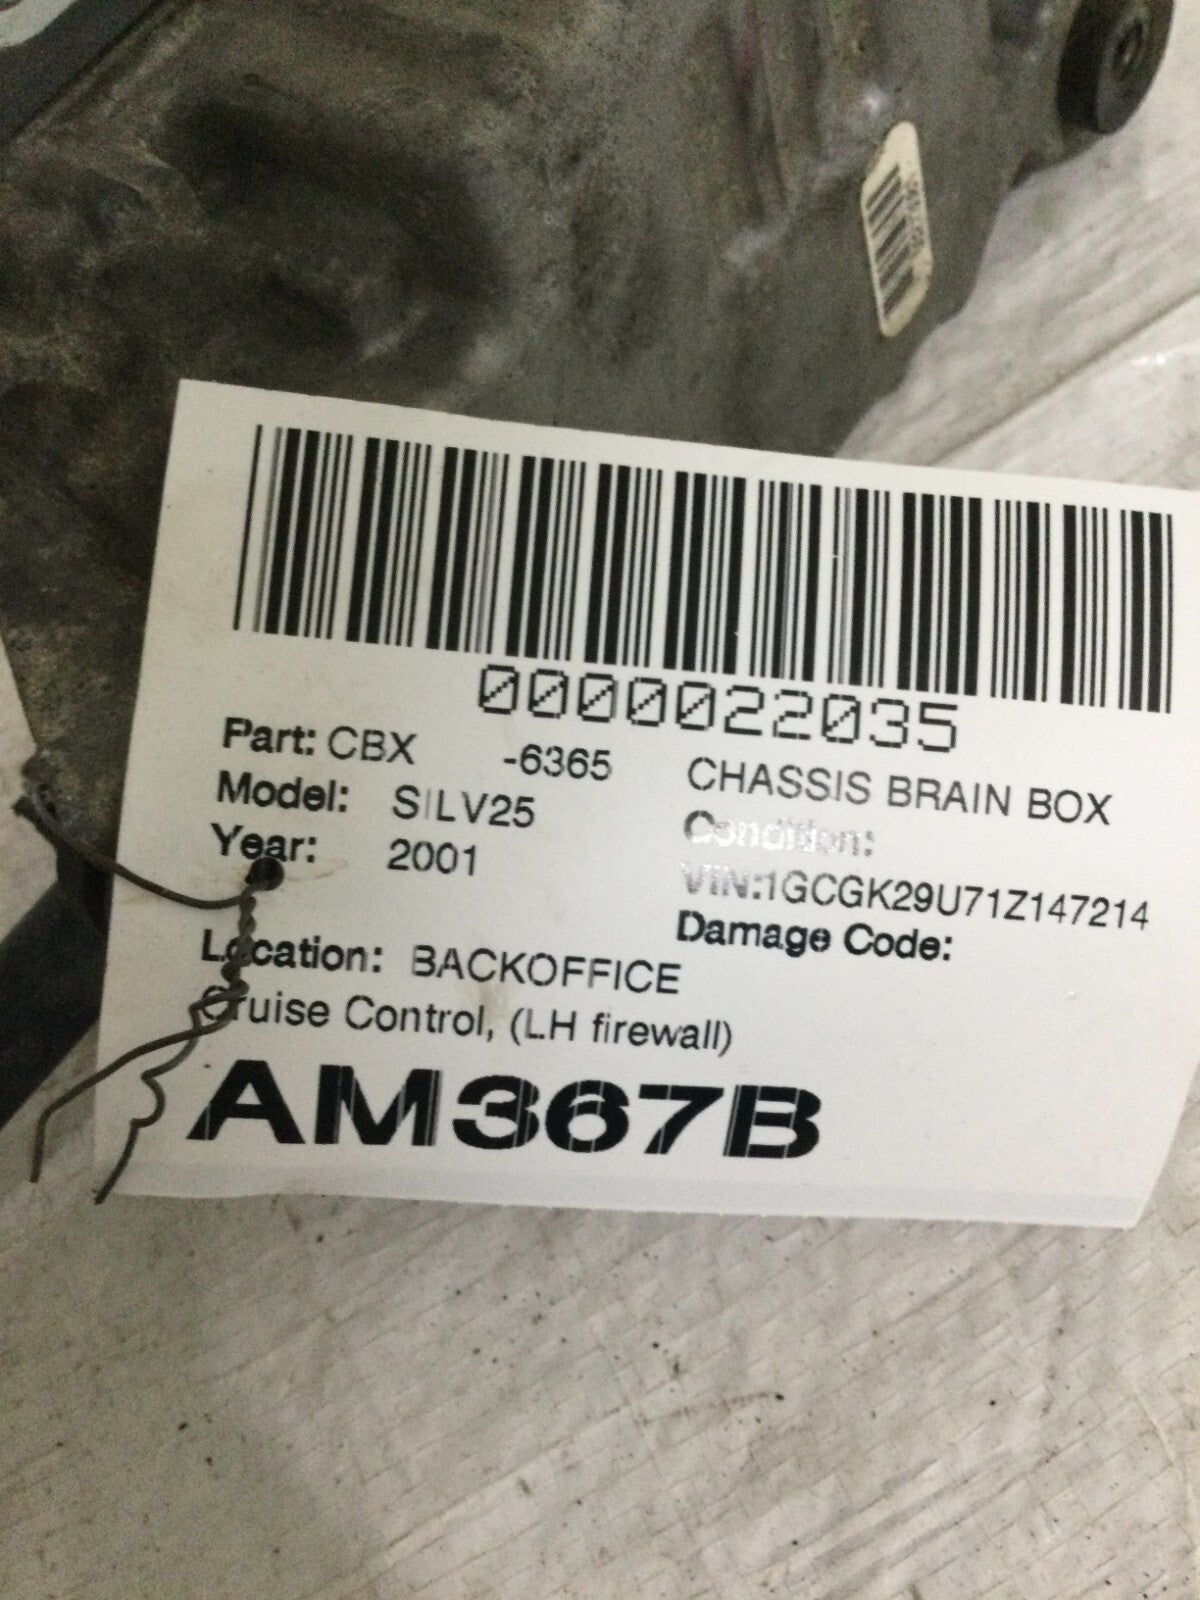 0000022035
Part: CBX -6365 CHASSIS BRAIN BOX
Model: SILV25 Condition:
Year: 2001 VIN:1GCGK29U71Z147214
Damage Code:
Location: BACKOFFICE
Cruise Control, (LH firewall)
AM367B